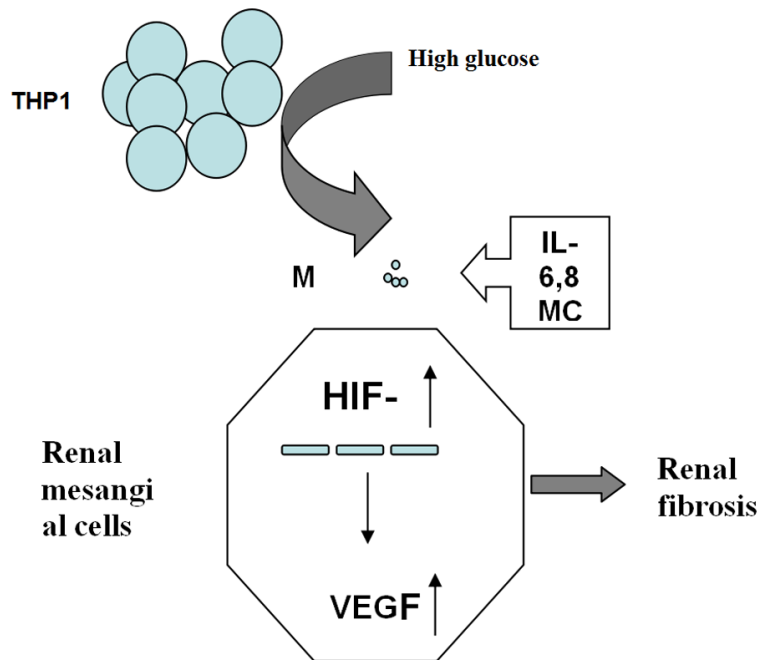 High glucose
THP1
IL-
6,8
MC
M
HIF-
Renal
mesangi
al cells
Renal
fibrosis
VEGF